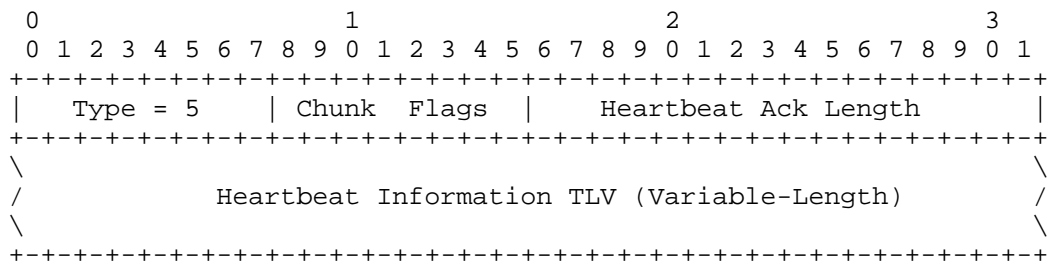 0                   1                   2                   3
 0 1 2 3 4 5 6 7 8 9 0 1 2 3 4 5 6 7 8 9 0 1 2 3 4 5 6 7 8 9 0 1
+-+-+-+-+-+-+-+-+-+-+-+-+-+-+-+-+-+-+-+-+-+-+-+-+-+-+-+-+-+-+-+-+
|   Type = 5    | Chunk  Flags  |    Heartbeat Ack Length       |
+-+-+-+-+-+-+-+-+-+-+-+-+-+-+-+-+-+-+-+-+-+-+-+-+-+-+-+-+-+-+-+-+
\                                                               \
/            Heartbeat Information TLV (Variable-Length)        /
\                                                               \
+-+-+-+-+-+-+-+-+-+-+-+-+-+-+-+-+-+-+-+-+-+-+-+-+-+-+-+-+-+-+-+-+